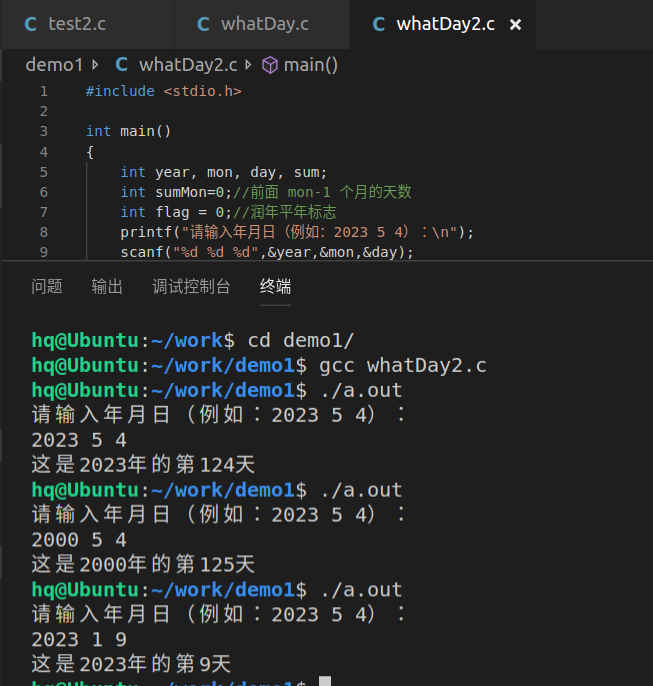 C test2.c C whatDay.c C whatDay2.c ×
demo1 > C whatDay2.c > main()
1 #include <stdio.h>
2
3 int main()
4 {
5 int year, mon, day, sum;
6 int sumMon=0;//前面 mon-1 个月的天数
7 int flag = 0;//润年平年标志
8 printf("请输入年月日（例如：2023 5 4）：\n");
9 scanf("%d %d %d",&year,&mon,&day);
问题 输出 调试控制台 终端
hq@Ubuntu:~/work$ cd demo1/
hq@Ubuntu:~/work/demo1$ gcc whatDay2.c
hq@Ubuntu:~/work/demo1$ ./a.out
请输入年月日（例如：2023 5 4）：
2023 5 4
这是2023年的第124天
hq@Ubuntu:~/work/demo1$ ./a.out
请输入年月日（例如：2023 5 4）：
2000 5 4
这是2000年的第125天
hq@Ubuntu:~/work/demo1$ ./a.out
请输入年月日（例如：2023 5 4）：
2023 1 9
这是2023年的第9天
hq@Ubuntu:~/work/demo1$